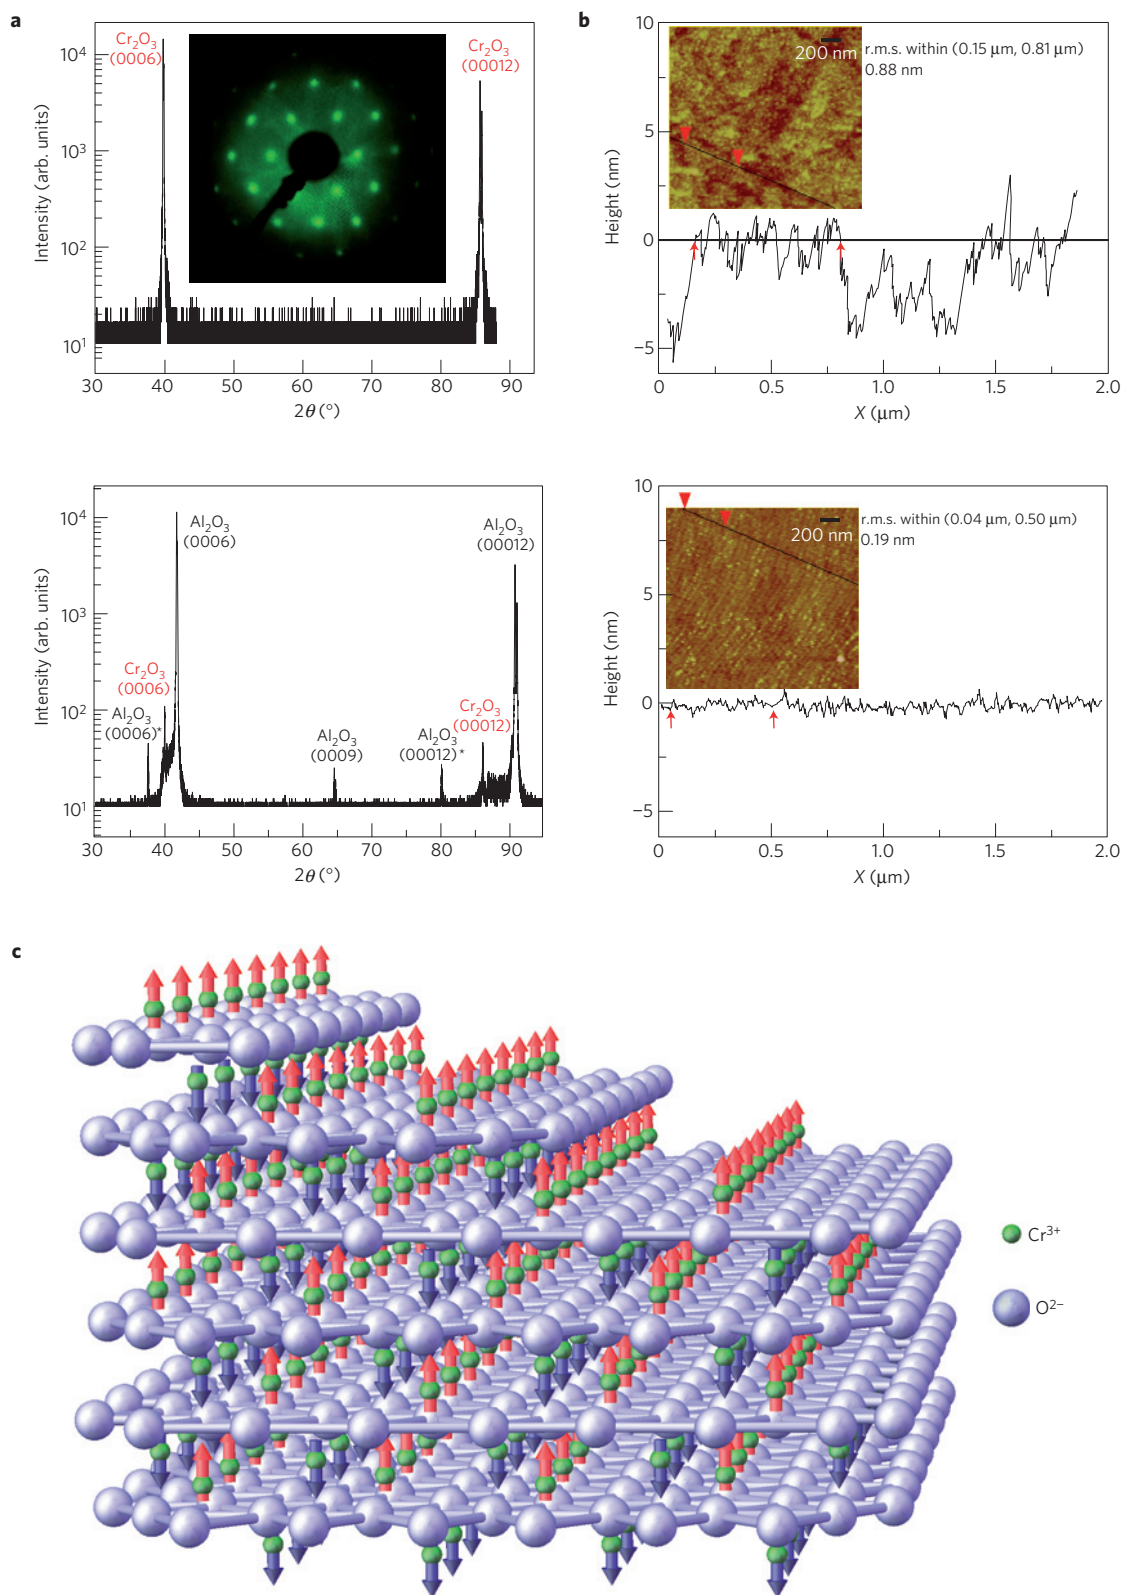 a
Cr₂O₃
(0006)
Cr₂O₃
(00012)
10⁴
10³
10²
10¹
Intensity (arb. units)
30 40 50 60 70 80 90
2θ (°)
b
10
5
0
−5
Height (nm)
200 nm
r.m.s. within (0.15 μm, 0.81 μm)
0.88 nm
0 0.5 1.0 1.5 2.0
X (μm)
10⁴
10³
10²
10¹
Intensity (arb. units)
Al₂O₃
(0006)
Al₂O₃
(00012)
Cr₂O₃
(0006)
Al₂O₃
(0006)*
Al₂O₃
(0009)
Al₂O₃
(00012)*
Cr₂O₃
(00012)
30 40 50 60 70 80 90
2θ (°)
10
5
0
−5
Height (nm)
200 nm
r.m.s. within (0.04 μm, 0.50 μm)
0.19 nm
0 0.5 1.0 1.5 2.0
X (μm)
c
Cr³⁺
O²⁻